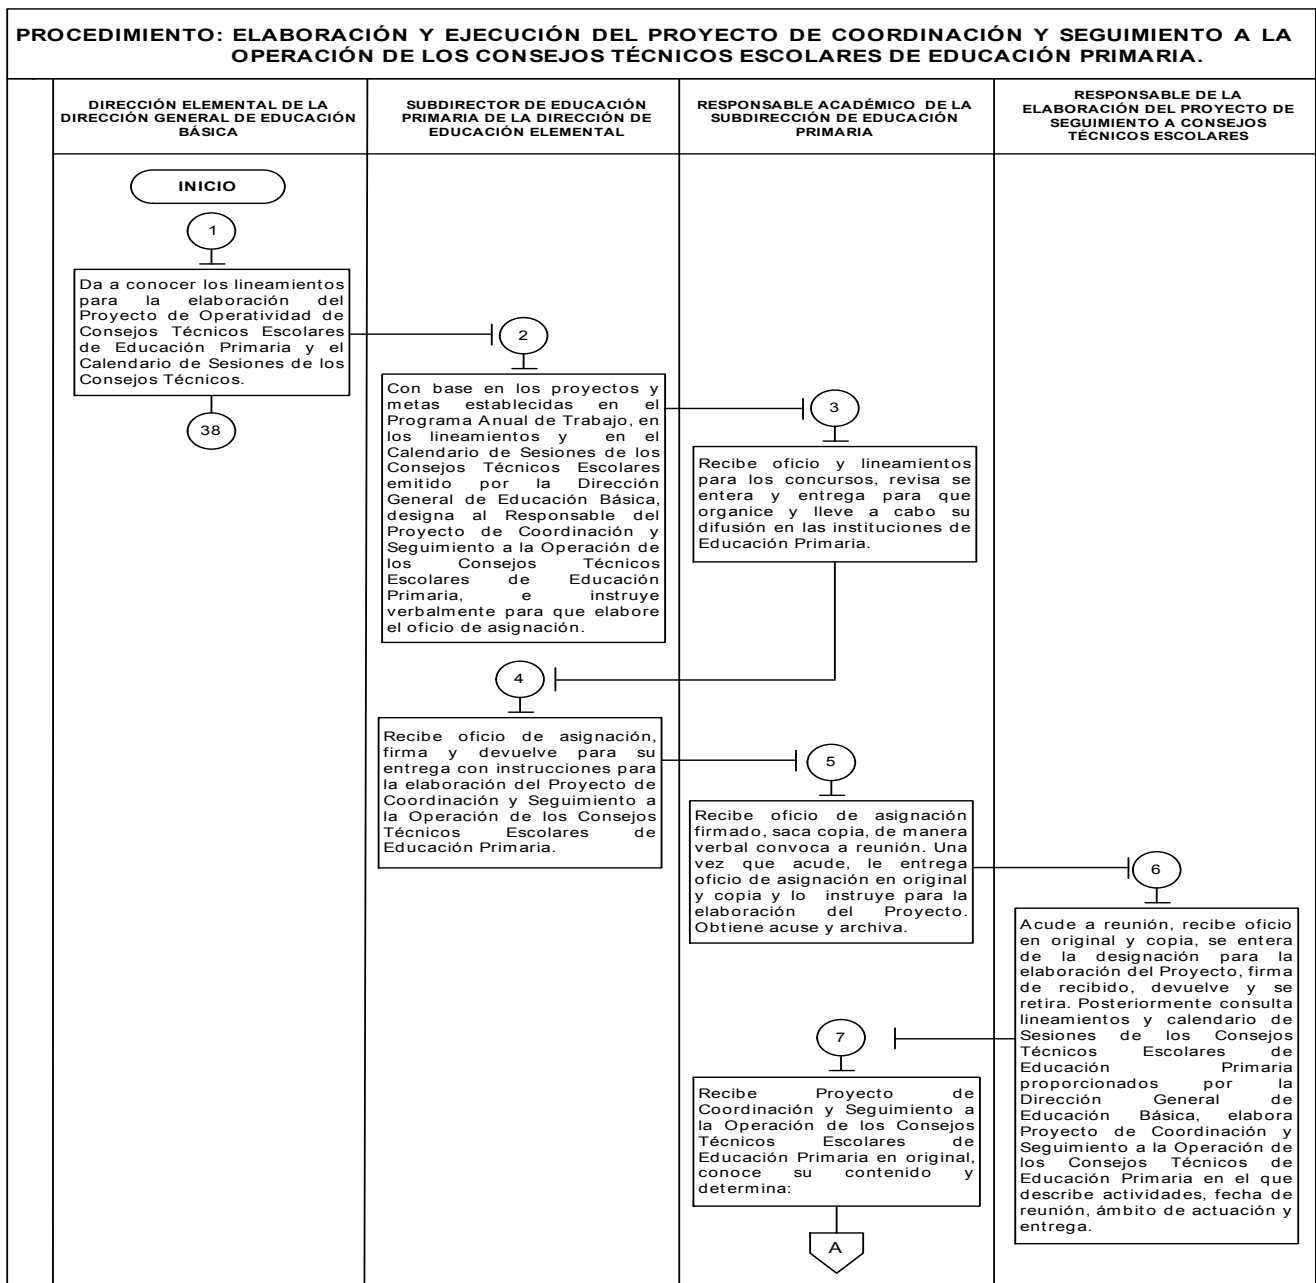 PROCEDIMIENTO: ELABORACIÓN Y EJECUCIÓN DEL PROYECTO DE COORDINACIÓN Y SEGUIMIENTO A LA
OPERACIÓN DE LOS CONSEJOS TÉCNICOS ESCOLARES DE EDUCACIÓN PRIMARIA.
DIRECCIÓN ELEMENTAL DE LA
DIRECCIÓN GENERAL DE EDUCACIÓN
BÁSICA
SUBDIRECTOR DE EDUCACIÓN
PRIMARIA DE LA DIRECCIÓN DE
EDUCACIÓN ELEMENTAL
RESPONSABLE ACADÉMICO DE LA
SUBDIRECCIÓN DE EDUCACIÓN
PRIMARIA
RESPONSABLE DE LA
ELABORACIÓN DEL PROYECTO DE
SEGUIMIENTO A CONSEJOS
TÉCNICOS ESCOLARES
INICIO
1
Da a conocer los lineamientos
para la elaboración del
Proyecto de Operatividad de
Consejos Técnicos Escolares
de Educación Primaria y el
Calendario de Sesiones de los
Consejos Técnicos.
38
2
Con base en los proyectos y
metas establecidas en el
Programa Anual de Trabajo, en
los lineamientos y en el
Calendario de Sesiones de los
Consejos Técnicos Escolares
emitido por la Dirección
General de Educación Básica,
designa al Responsable del
Proyecto de Coordinación y
Seguimiento a la Operación de
los Consejos Técnicos
Escolares de Educación
Primaria, e instruye
verbalmente para que elabore
el oficio de asignación.
3
Recibe oficio y lineamientos
para los concursos, revisa se
entera y entrega para que
organice y lleve a cabo su
difusión en las instituciones de
Educación Primaria.
4
Recibe oficio de asignación,
firma y devuelve para su
entrega con instrucciones para
la elaboración del Proyecto de
Coordinación y Seguimiento a
la Operación de los Consejos
Técnicos Escolares de
Educación Primaria.
5
Recibe oficio de asignación
firmado, saca copia, de manera
verbal convoca a reunión. Una
vez que acude, le entrega
oficio de asignación en original
y copia y lo instruye para la
elaboración del Proyecto.
Obtiene acuse y archiva.
6
Acude a reunión, recibe oficio
en original y copia, se entera
de la designación para la
elaboración del Proyecto, firma
de recibido, devuelve y se
retira. Posteriormente consulta
lineamientos y calendario de
Sesiones de los Consejos
Técnicos Escolares de
Educación Primaria
proporcionados por la
Dirección General de
Educación Básica, elabora
Proyecto de Coordinación y
Seguimiento a la Operación de
los Consejos Técnicos de
Educación Primaria en el que
describe actividades, fecha de
reunión, ámbito de actuación y
entrega.
7
Recibe Proyecto de
Coordinación y Seguimiento a
la Operación de los Consejos
Técnicos Escolares de
Educación Primaria en original,
conoce su contenido y
determina:
A